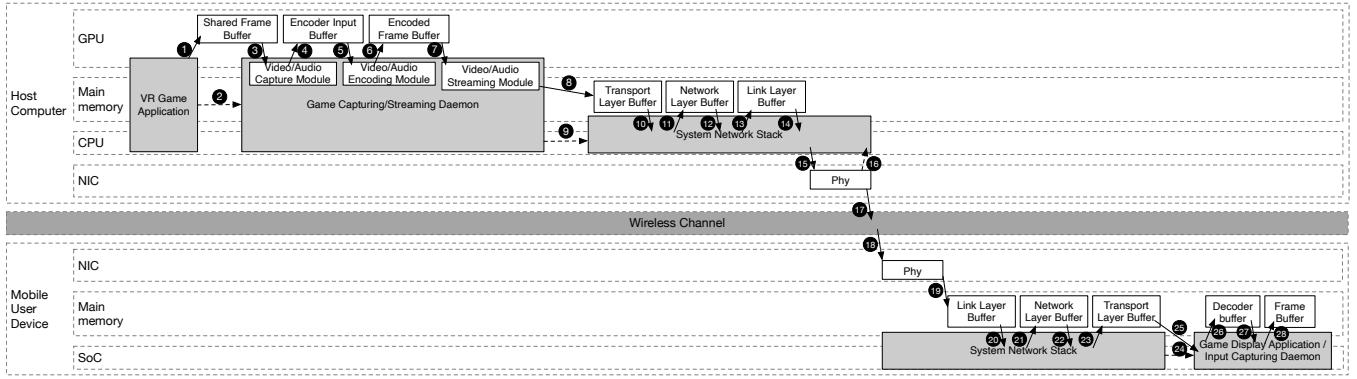 GPU
Shared Frame
Buffer
Encoder Input
Buffer
Encoded
Frame Buffer
1
3
4
5
6
7
Video/Audio
Capture Module
Video/Audio
Encoding Module
Video/Audio
Streaming Module
Host
Computer
Main
memory
VR Game
Application
2
Game Capturing/Streaming Daemon
8
Transport
Layer Buffer
Network
Layer Buffer
Link Layer
Buffer
10
11
12
13
14
CPU
9
System Network Stack
15
16
NIC
Phy
17
Wireless Channel
18
NIC
Phy
19
Mobile
User
Device
Main
memory
Link Layer
Buffer
Network
Layer Buffer
Transport
Layer Buffer
Decoder
buffer
Frame
Buffer
20
21
22
23
25
26
27
28
SoC
System Network Stack
24
Game Display Application /
Input Capturing Daemon